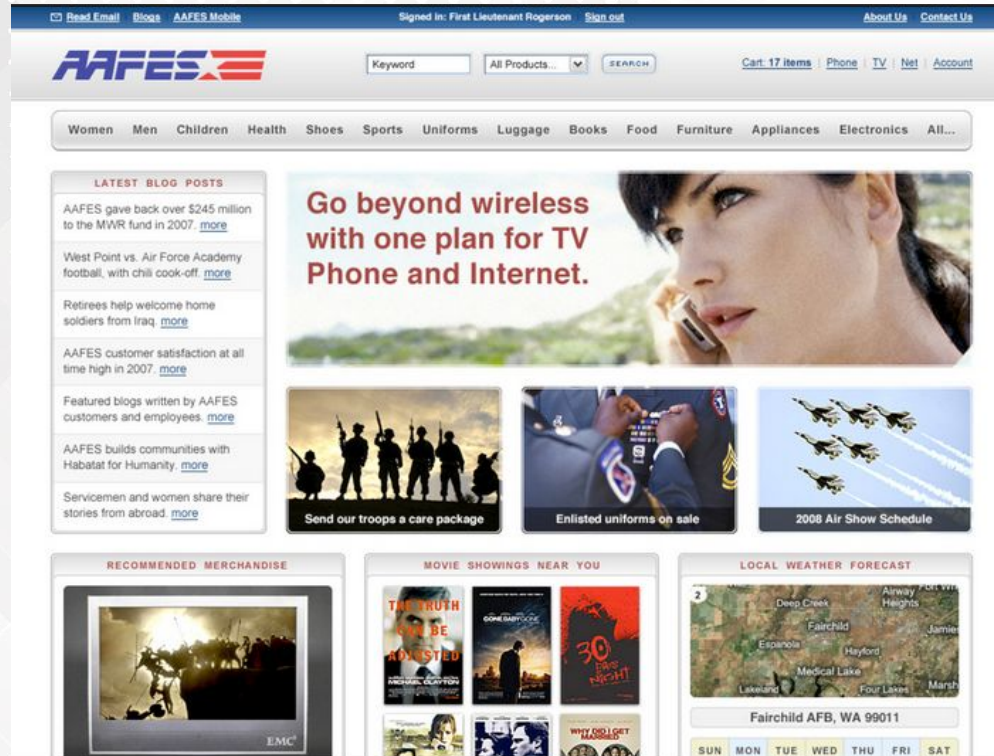 Read Email Blogs AAFES Mobile Signed in: First Lieutenant Rogerson Sign out About Us Contact Us
AAFES Keyword All Products... SEARCH Cart: 17 items Phone TV Net Account
Women Men Children Health Shoes Sports Uniforms Luggage Books Food Furniture Appliances Electronics All...
LATEST BLOG POSTS
AAFES gave back over $245 million
to the MWR fund in 2007. more
West Point vs. Air Force Academy
football, with chili cook-off. more
Retirees help welcome home
soldiers from Iraq. more
AAFES customer satisfaction at all
time high in 2007. more
Featured blogs written by AAFES
customers and employees. more
AAFES builds communities with
Habatat for Humanity. more
Servicemen and women share their
stories from abroad. more
Go beyond wireless
with one plan for TV
Phone and Internet.
Send our troops a care package
Enlisted uniforms on sale
2008 Air Show Schedule
RECOMMENDED MERCHANDISE
EMC²
MOVIE SHOWINGS NEAR YOU
THE TRUTH
CAN BE
ADJUSTED
MICHAEL CLAYTON
GONE BABY GONE
30
DAYS
NIGHT
WHY DID I GET
MARRIED
LOCAL WEATHER FORECAST
2
Airway
Heights
Deep Creek
Fairchild
Jamie
Espanola
Hayford
Medical Lake
Lakeland Four Lakes Marsh
Fairchild AFB, WA 99011
SUN MON TUE WED THU FRI SAT